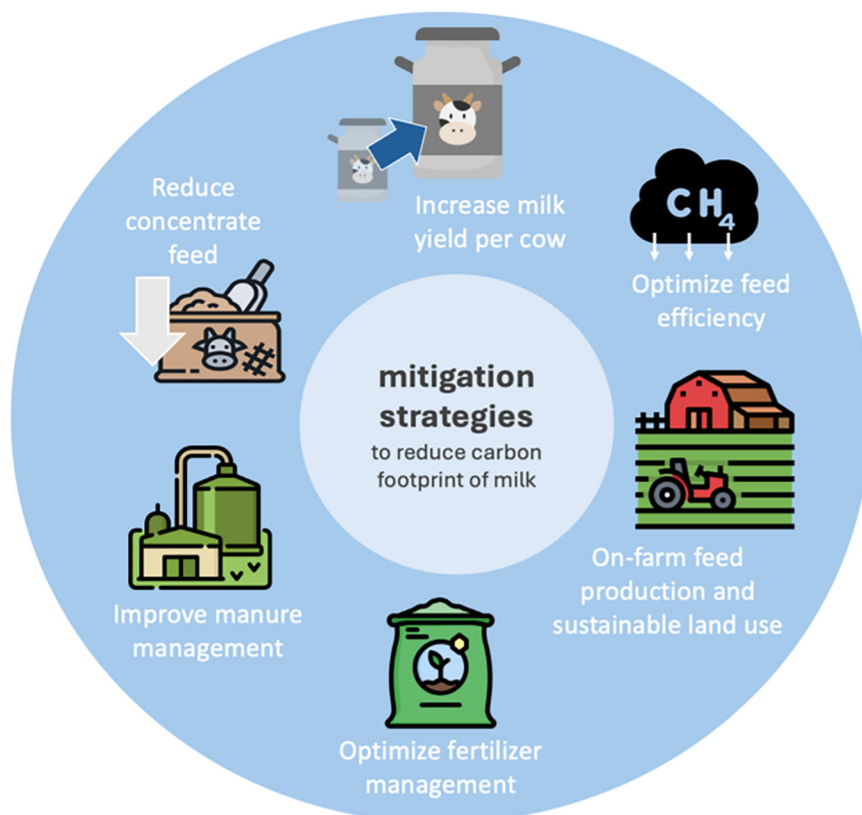 Increase milk
yield per cow
CH4
Optimize feed
efficiency
On-farm feed
production and
sustainable land use
Optimize fertilizer
management
Improve manure
management
Reduce
concentrate
feed
mitigation
strategies
to reduce carbon
footprint of milk